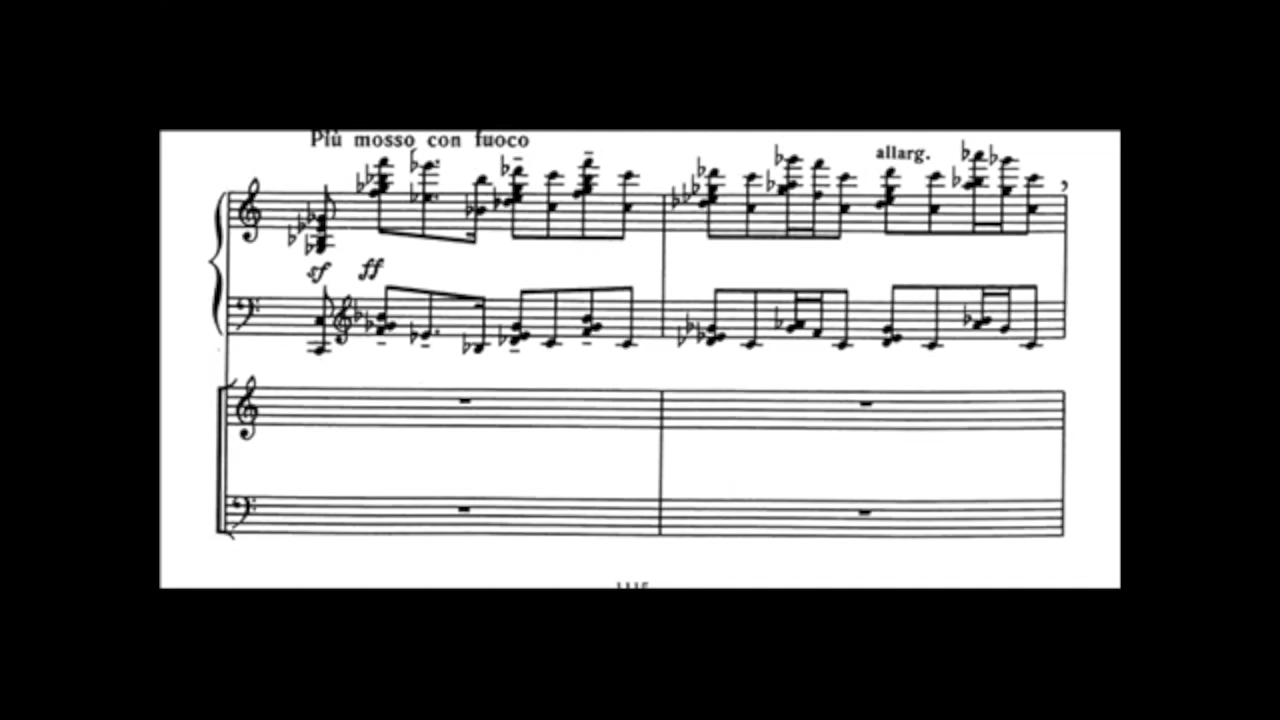 Più mosso con fuoco
allarg.
sf ff